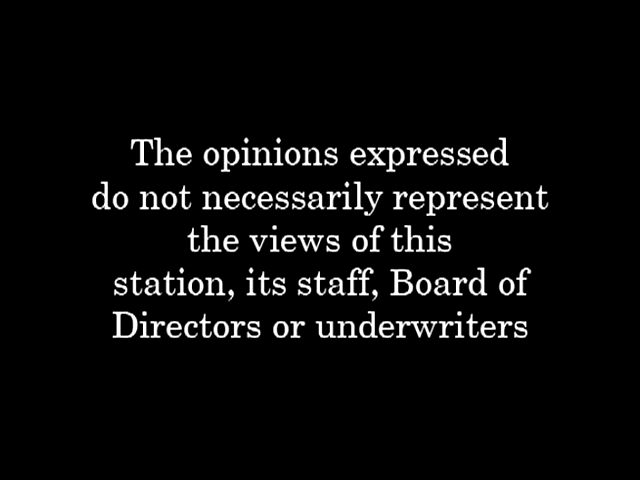 The opinions expressed
do not necessarily represent
the views of this
station, its staff, Board of
Directors or underwriters